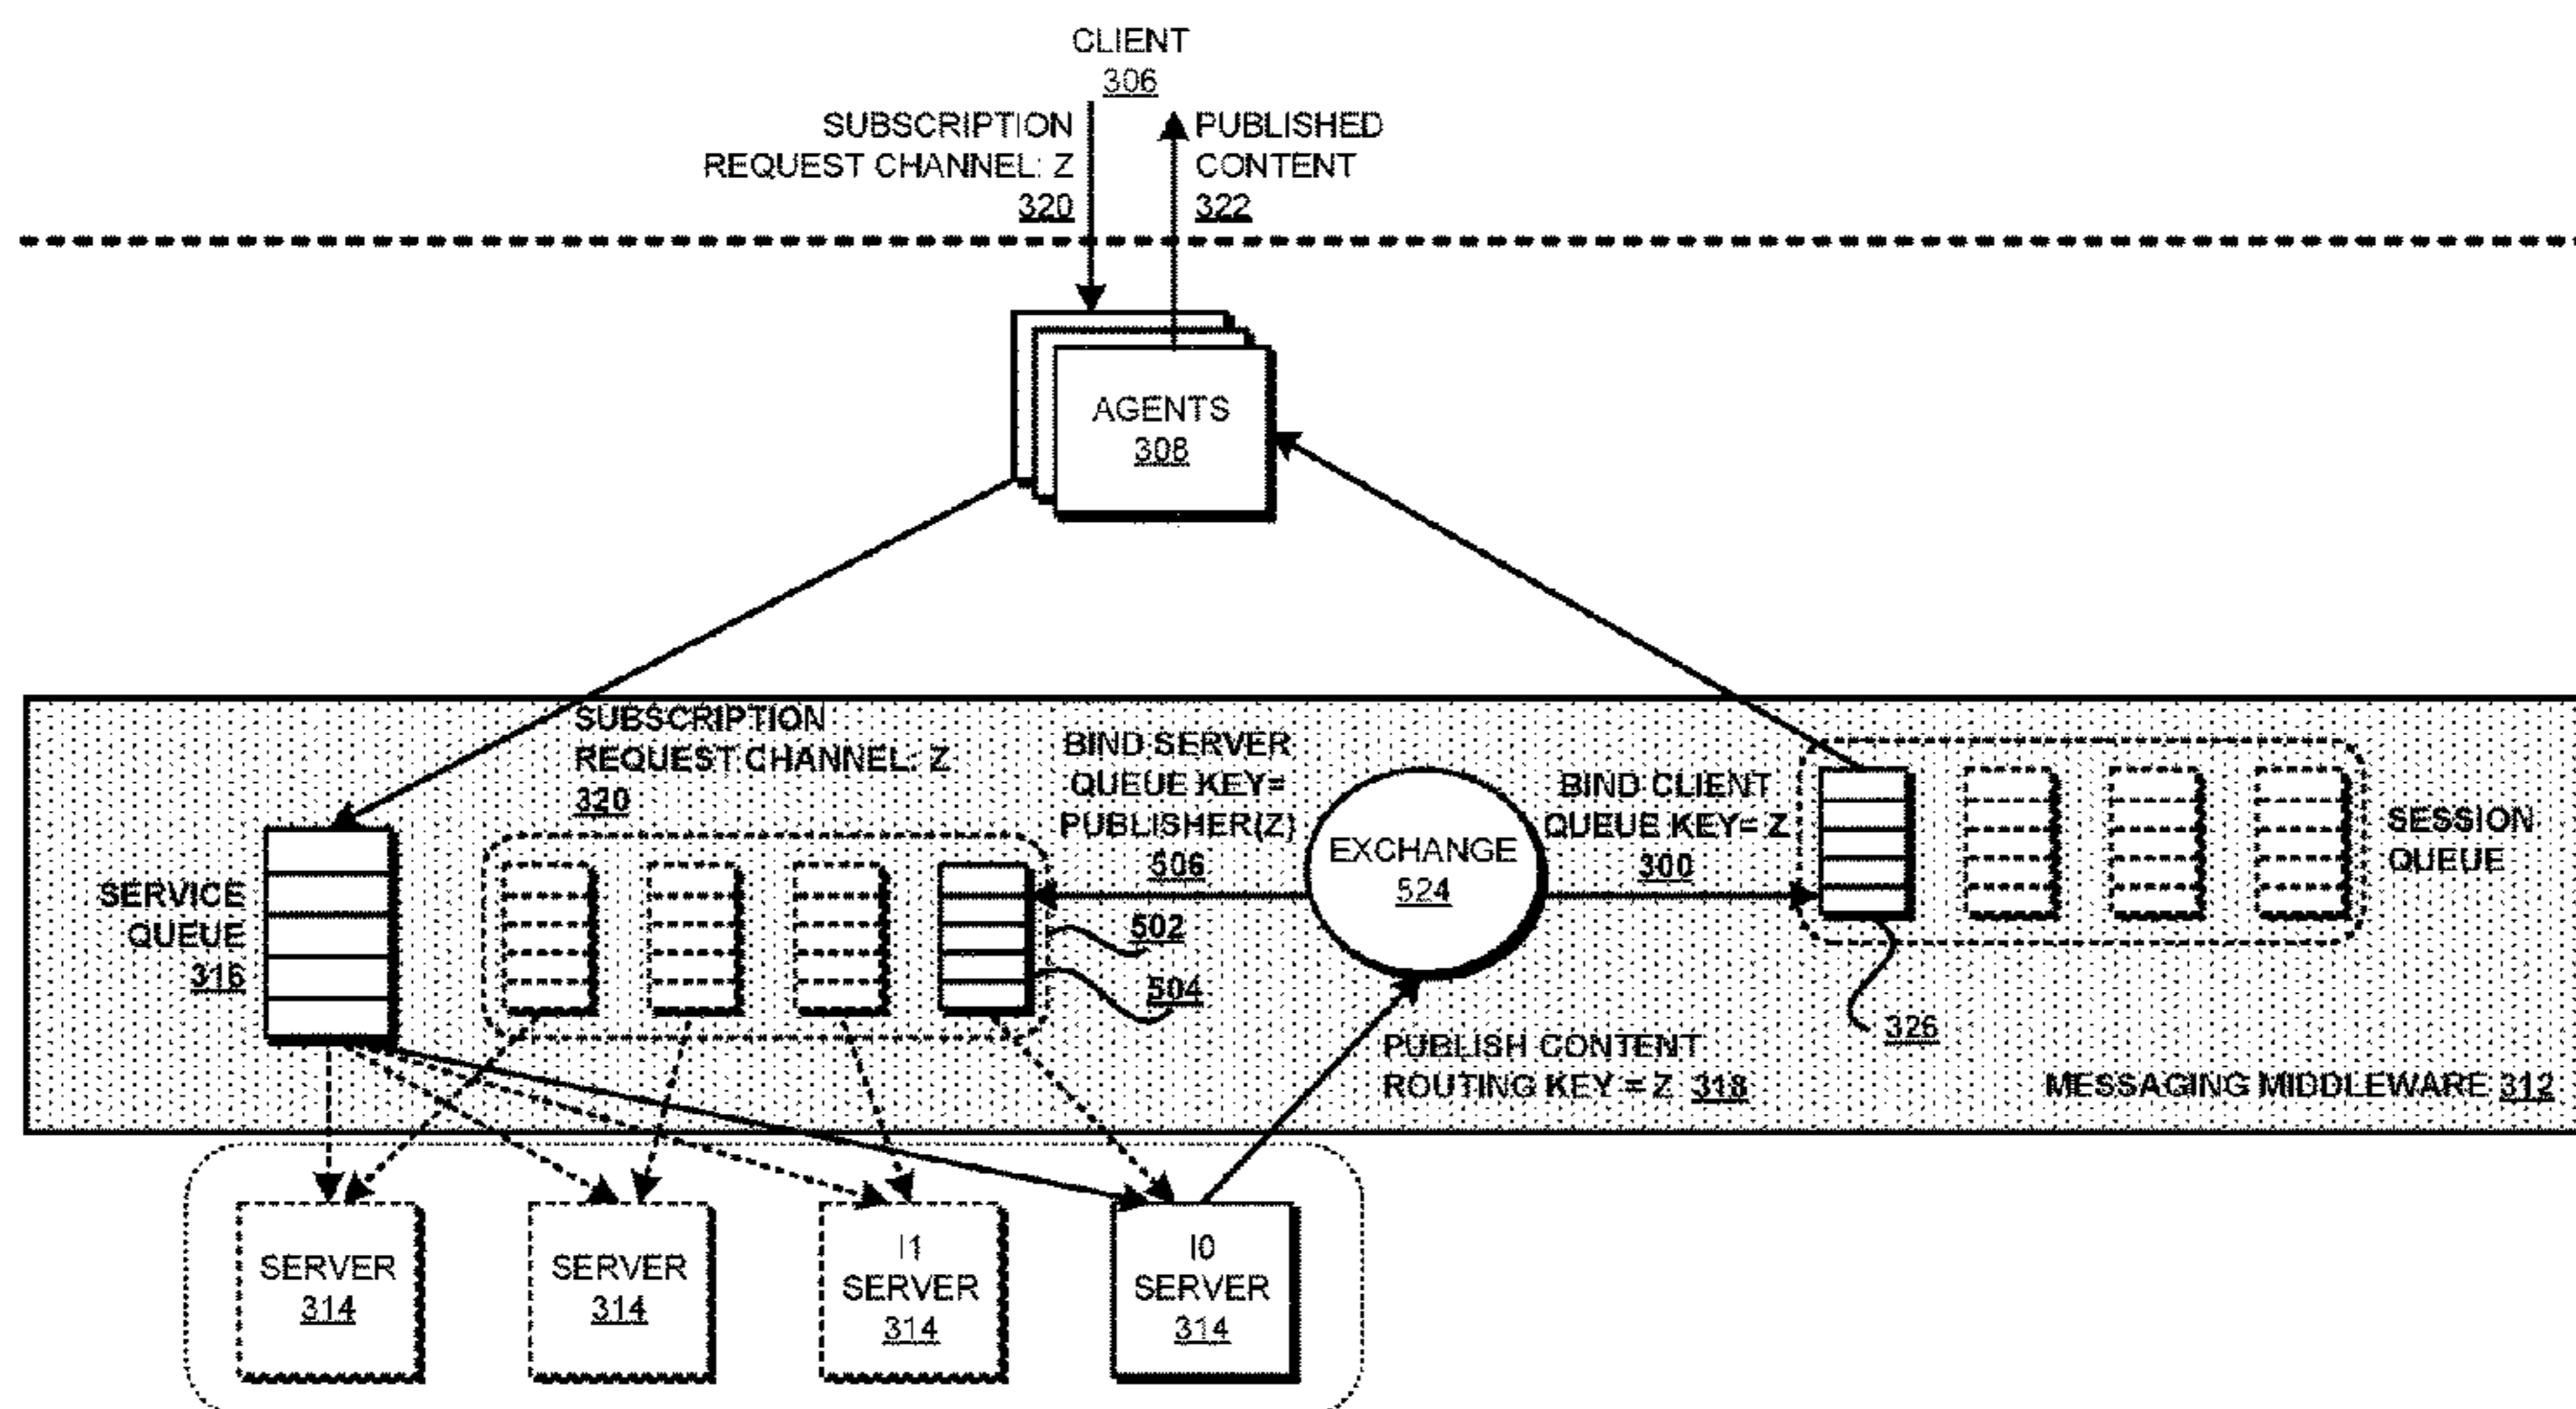 CLIENT
306
SUBSCRIPTION
REQUEST CHANNEL: Z
320
PUBLISHED
CONTENT
322
AGENTS
308
SUBSCRIPTION
REQUEST CHANNEL: Z
320
BIND SERVER
QUEUE KEY=
PUBLISHER(Z)
506
EXCHANGE
524
BIND CLIENT
QUEUE KEY= Z
300
SESSION
QUEUE
SERVICE
QUEUE
316
502
504
326
PUBLISH CONTENT
ROUTING KEY = Z 318
MESSAGING MIDDLEWARE 312
SERVER
314
SERVER
314
I1
SERVER
314
I0
SERVER
314